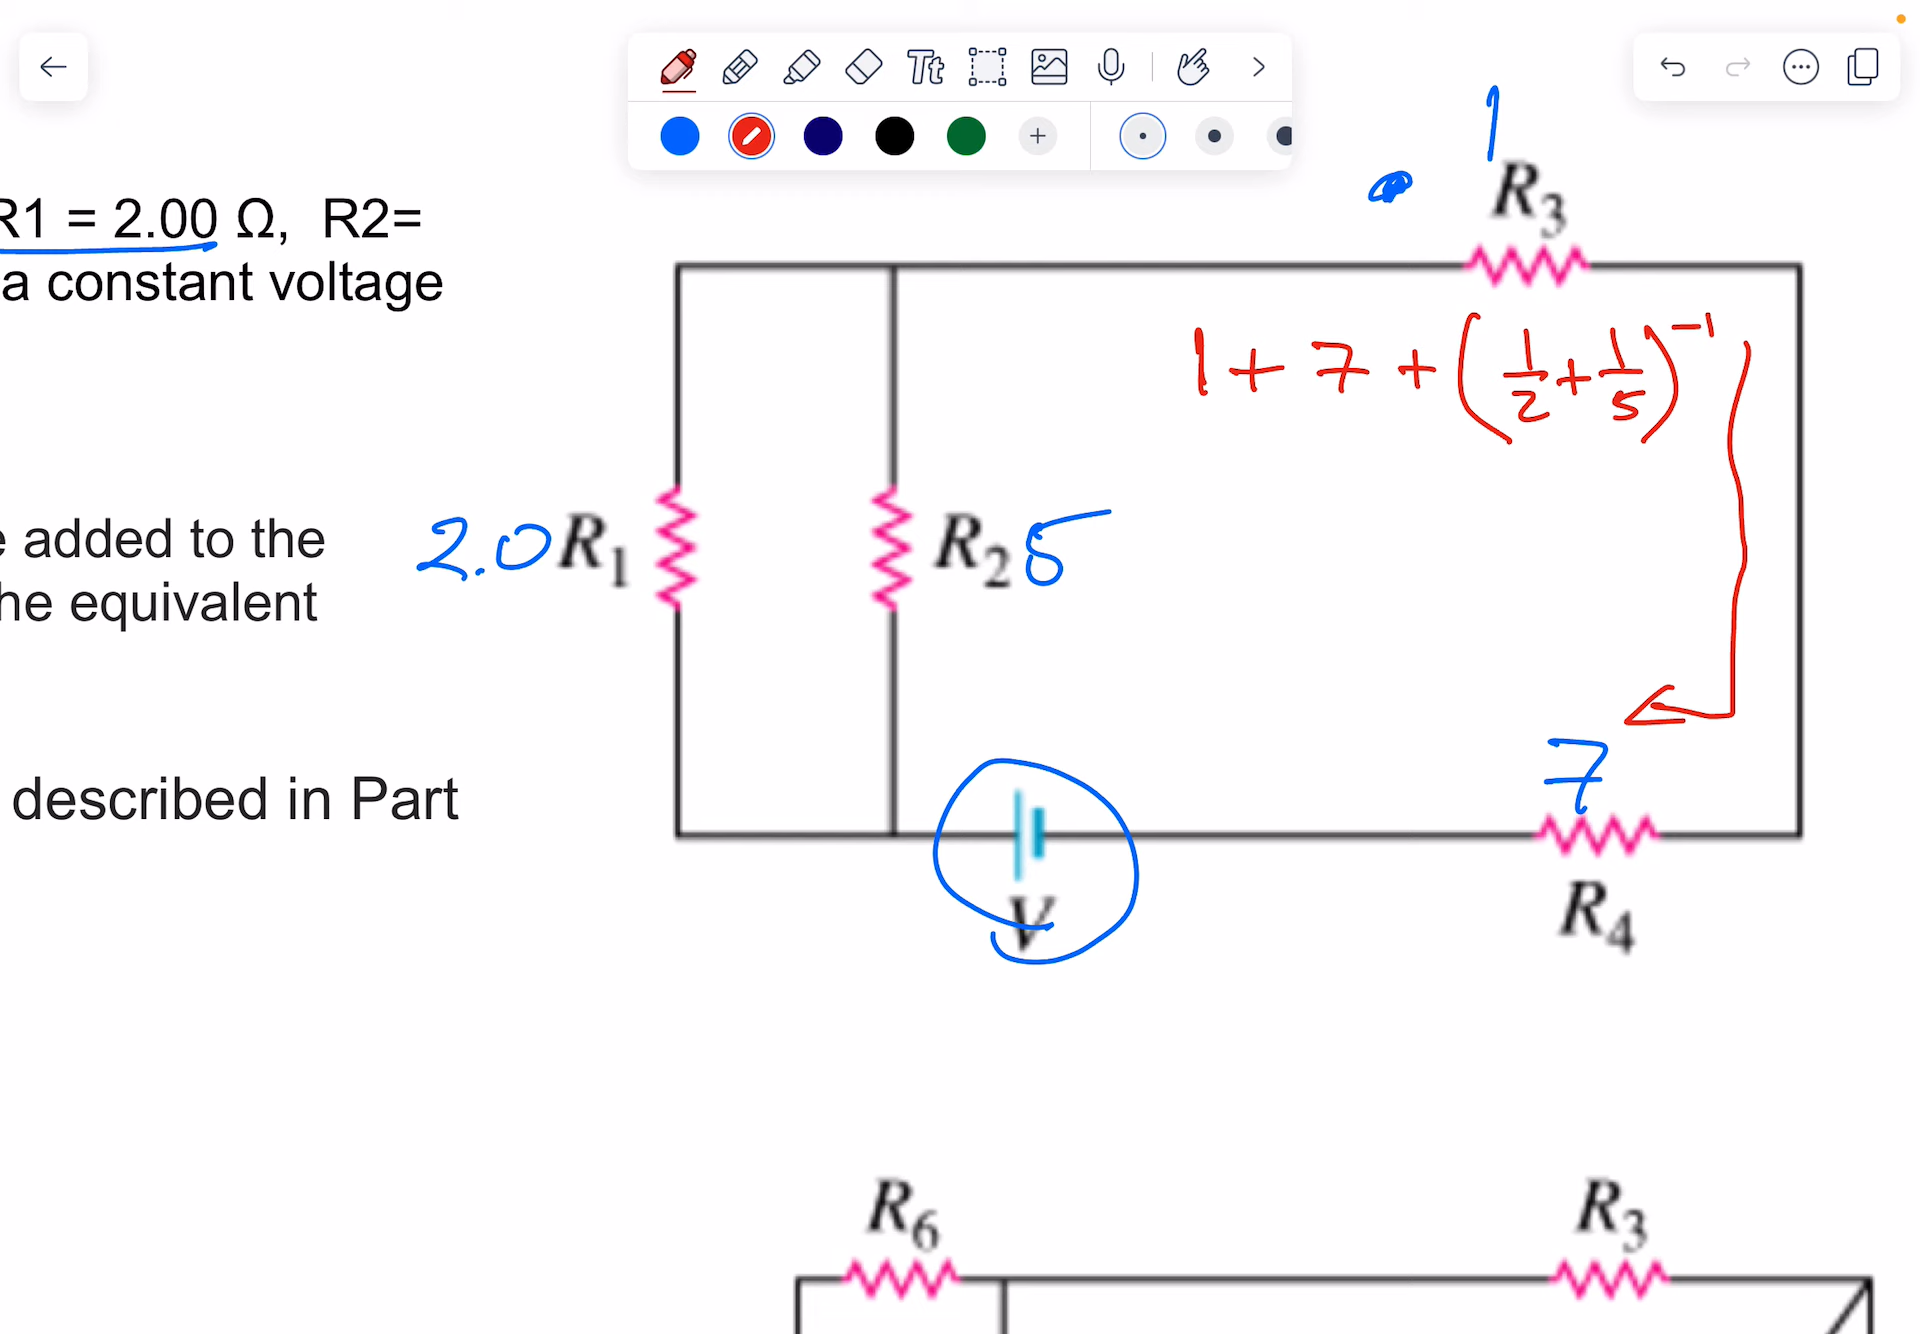 Tt
1
R3
R1 = 2.00 Ω, R2=
a constant voltage
1 + 7 + (1/2 + 1/5)^-1
added to the
2.0 R1
R2 5
he equivalent
7
described in Part
V
R4
R6
R3